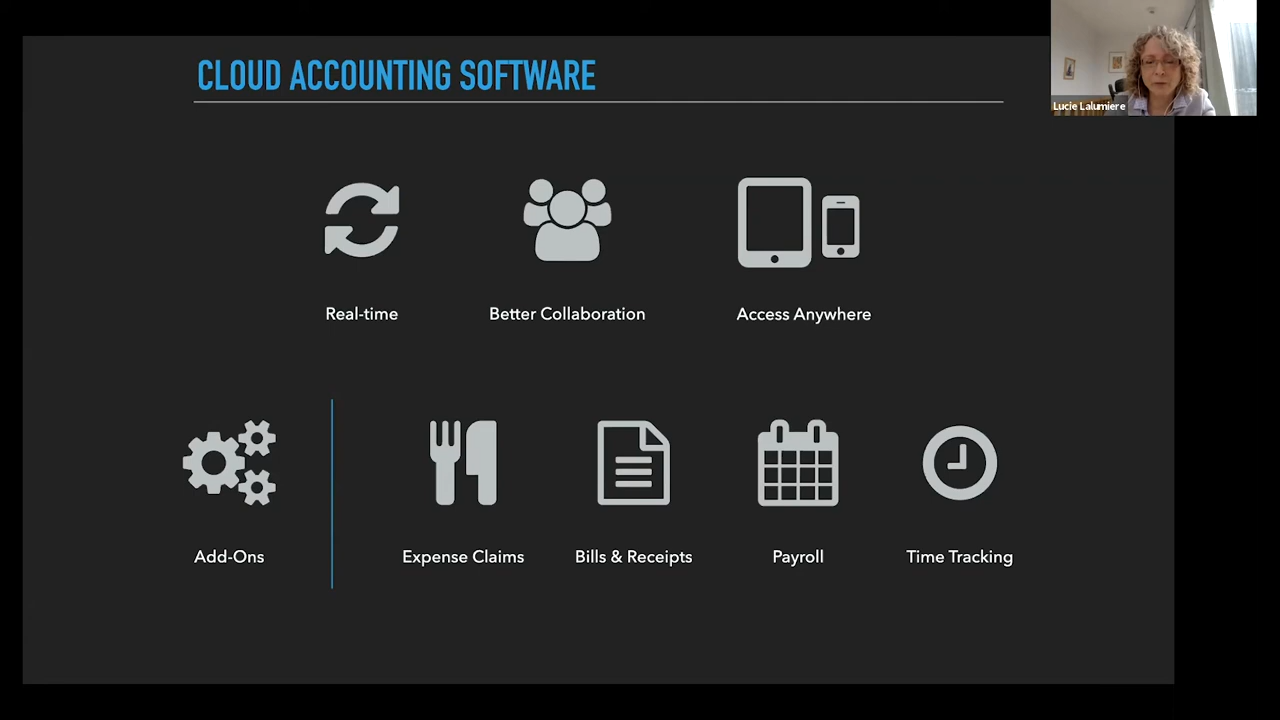 CLOUD ACCOUNTING SOFTWARE
Lucie Lalumiere
Real-time
Better Collaboration
Access Anywhere
Add-Ons
Expense Claims
Bills & Receipts
Payroll
Time Tracking